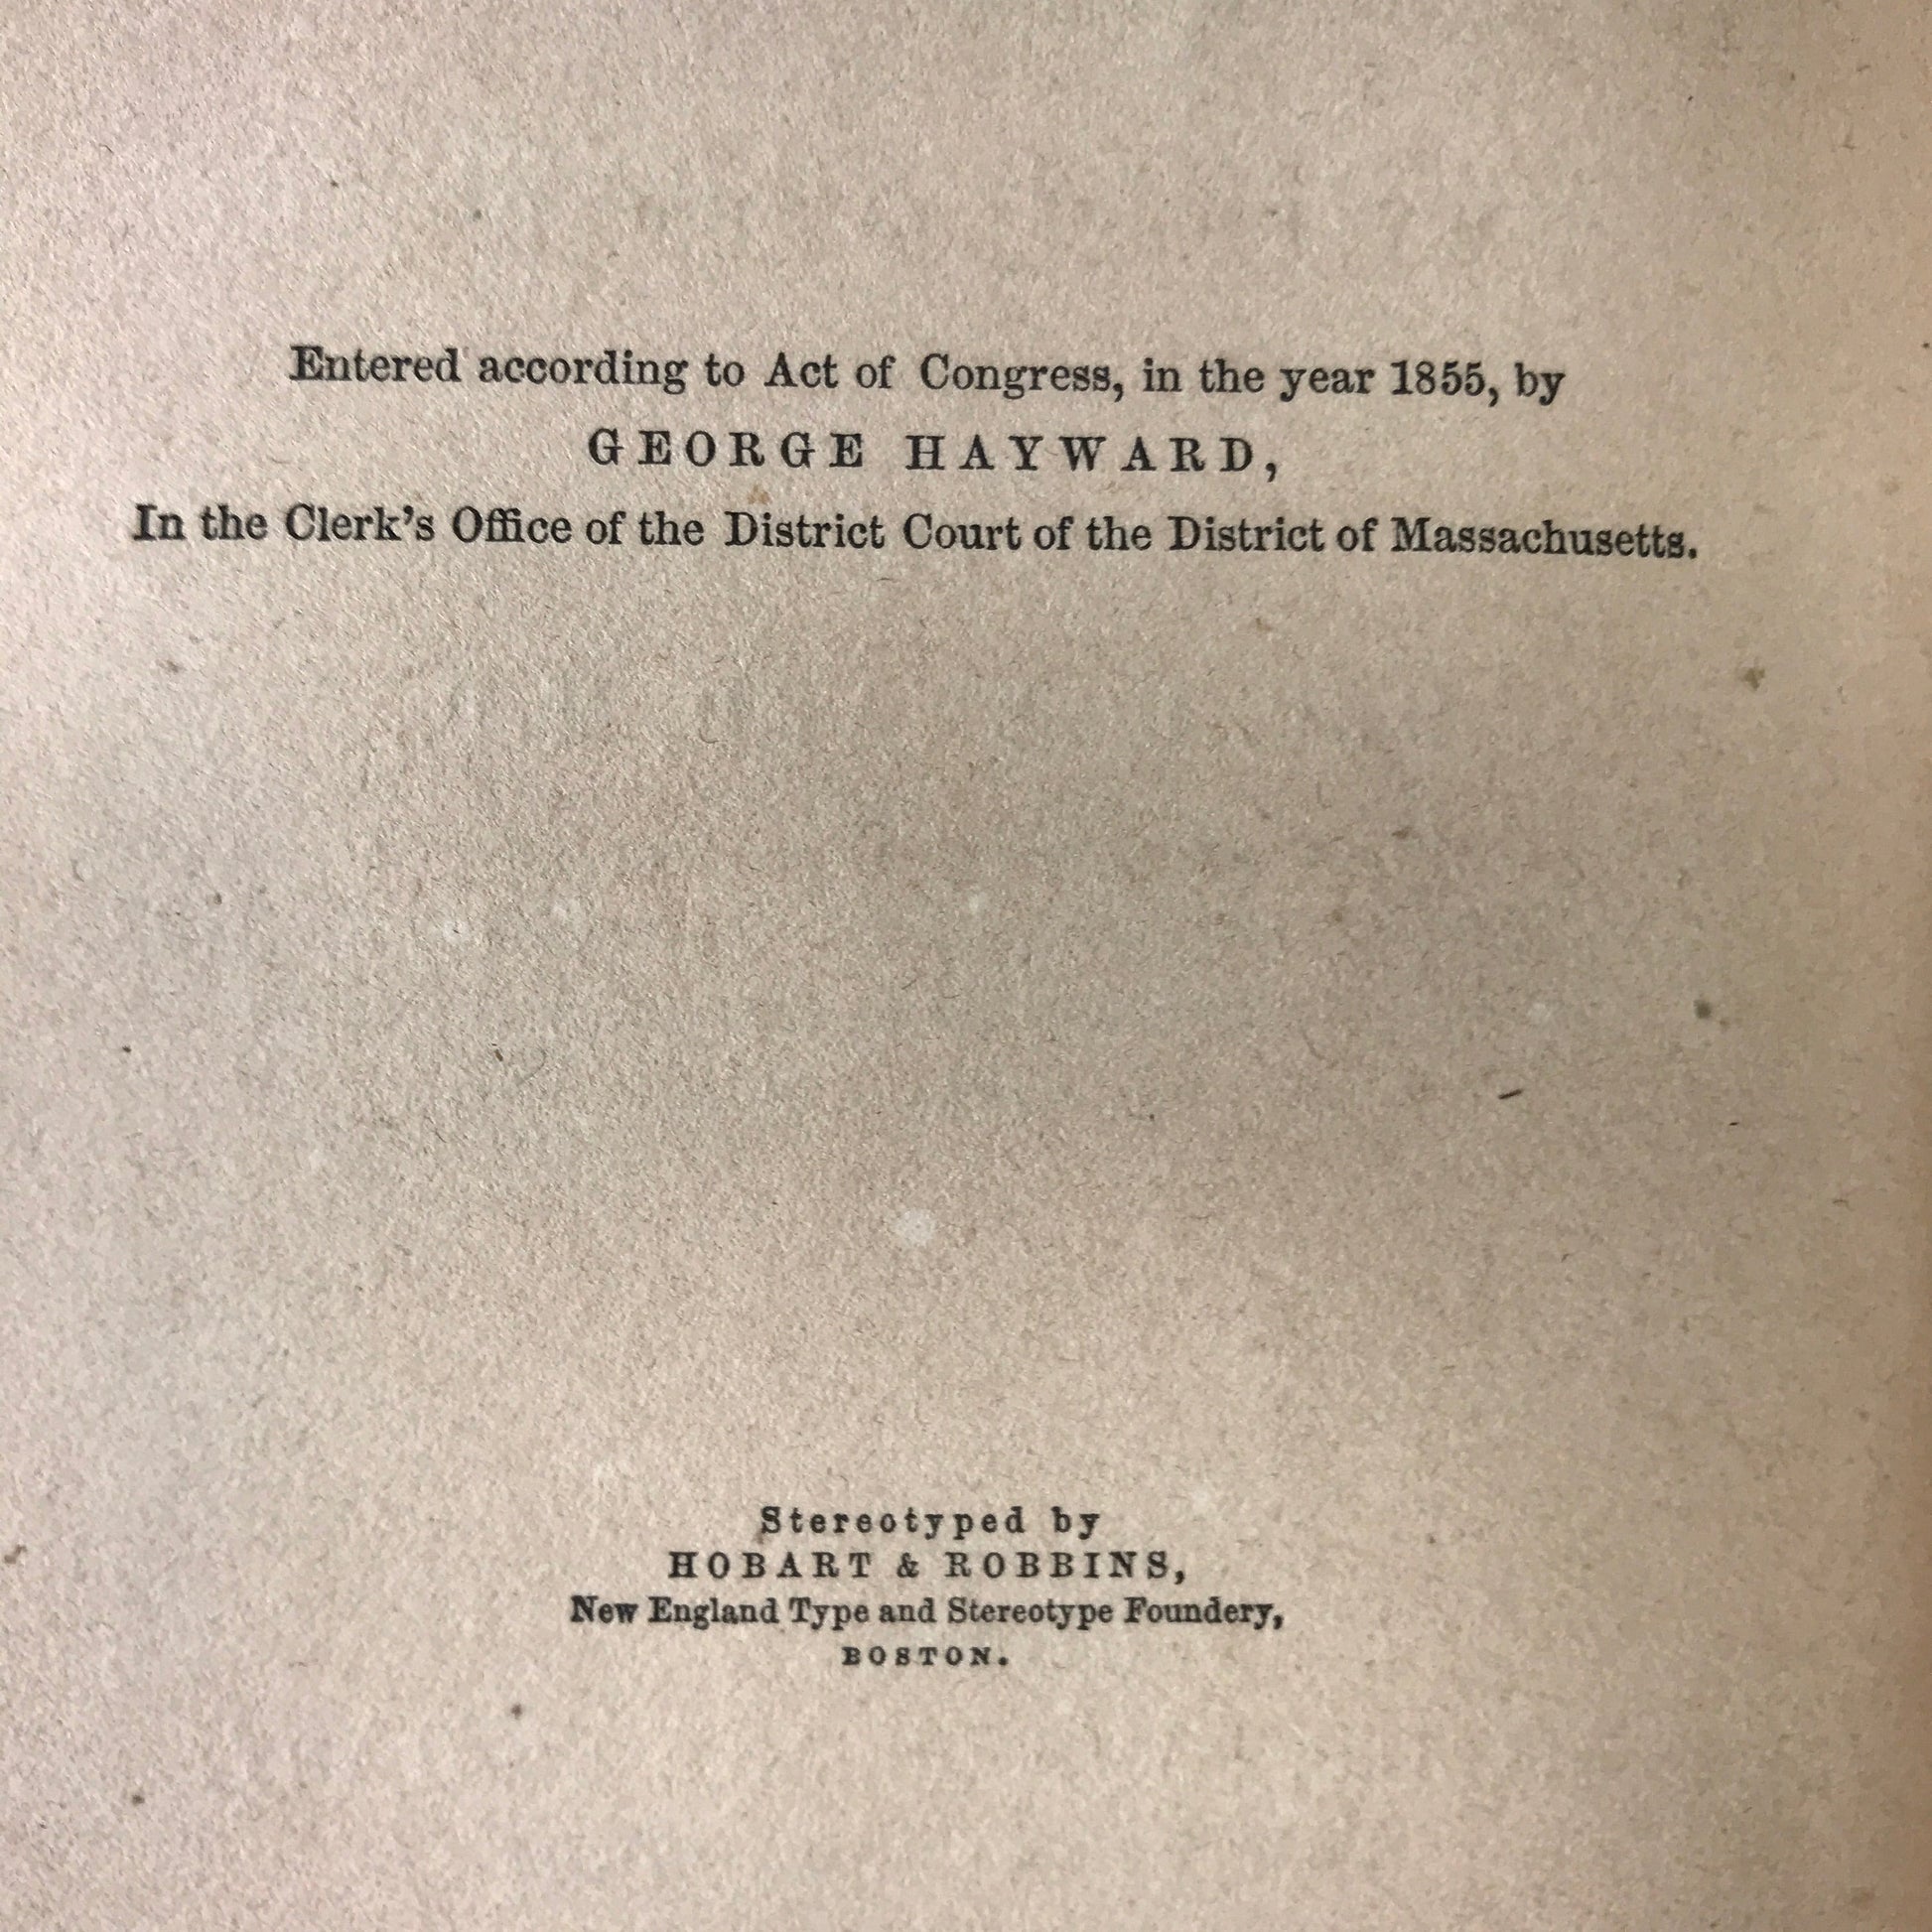 Entered according to Act of Congress, in the year 1855, by
GEORGE HAYWARD,
In the Clerk's Office of the District Court of the District of Massachusetts.
Stereotyped by
HOBART & ROBBINS,
New England Type and Stereotype Foundery,
BOSTON.